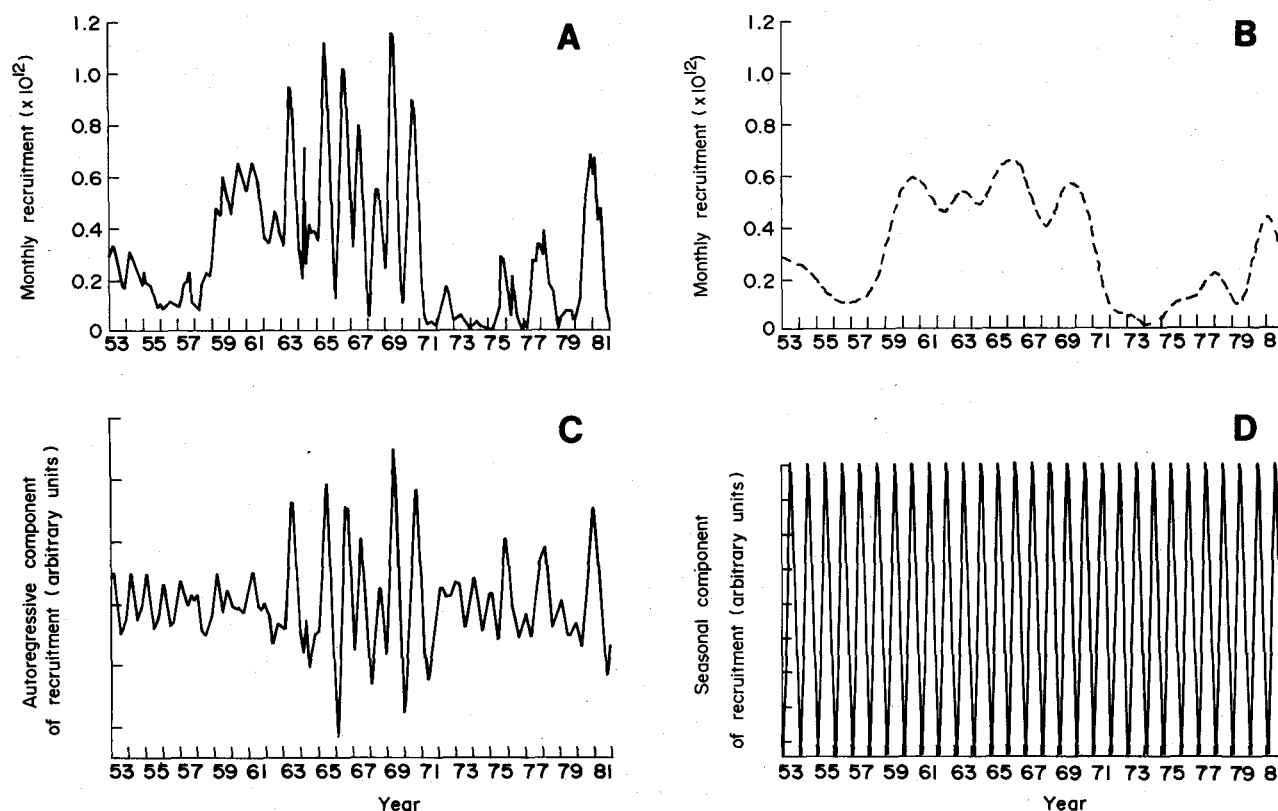 A
Monthly recruitment (x 10¹²)
1.2
1.0
0.8
0.6
0.4
0.2
0
53 55 57 59 61 63 65 67 69 71 73 75 77 79 81
B
Monthly recruitment (x 10¹²)
1.2
1.0
0.8
0.6
0.4
0.2
0
53 55 57 59 61 63 65 67 69 71 73 75 77 79 8
C
Autoregressive component
of recruitment (arbitrary units)
53 55 57 59 61 63 65 67 69 71 73 75 77 79 81
Year
D
Seasonal component
of recruitment (arbitrary units)
53 55 57 59 61 63 65 67 69 71 73 75 77 79 8
Year